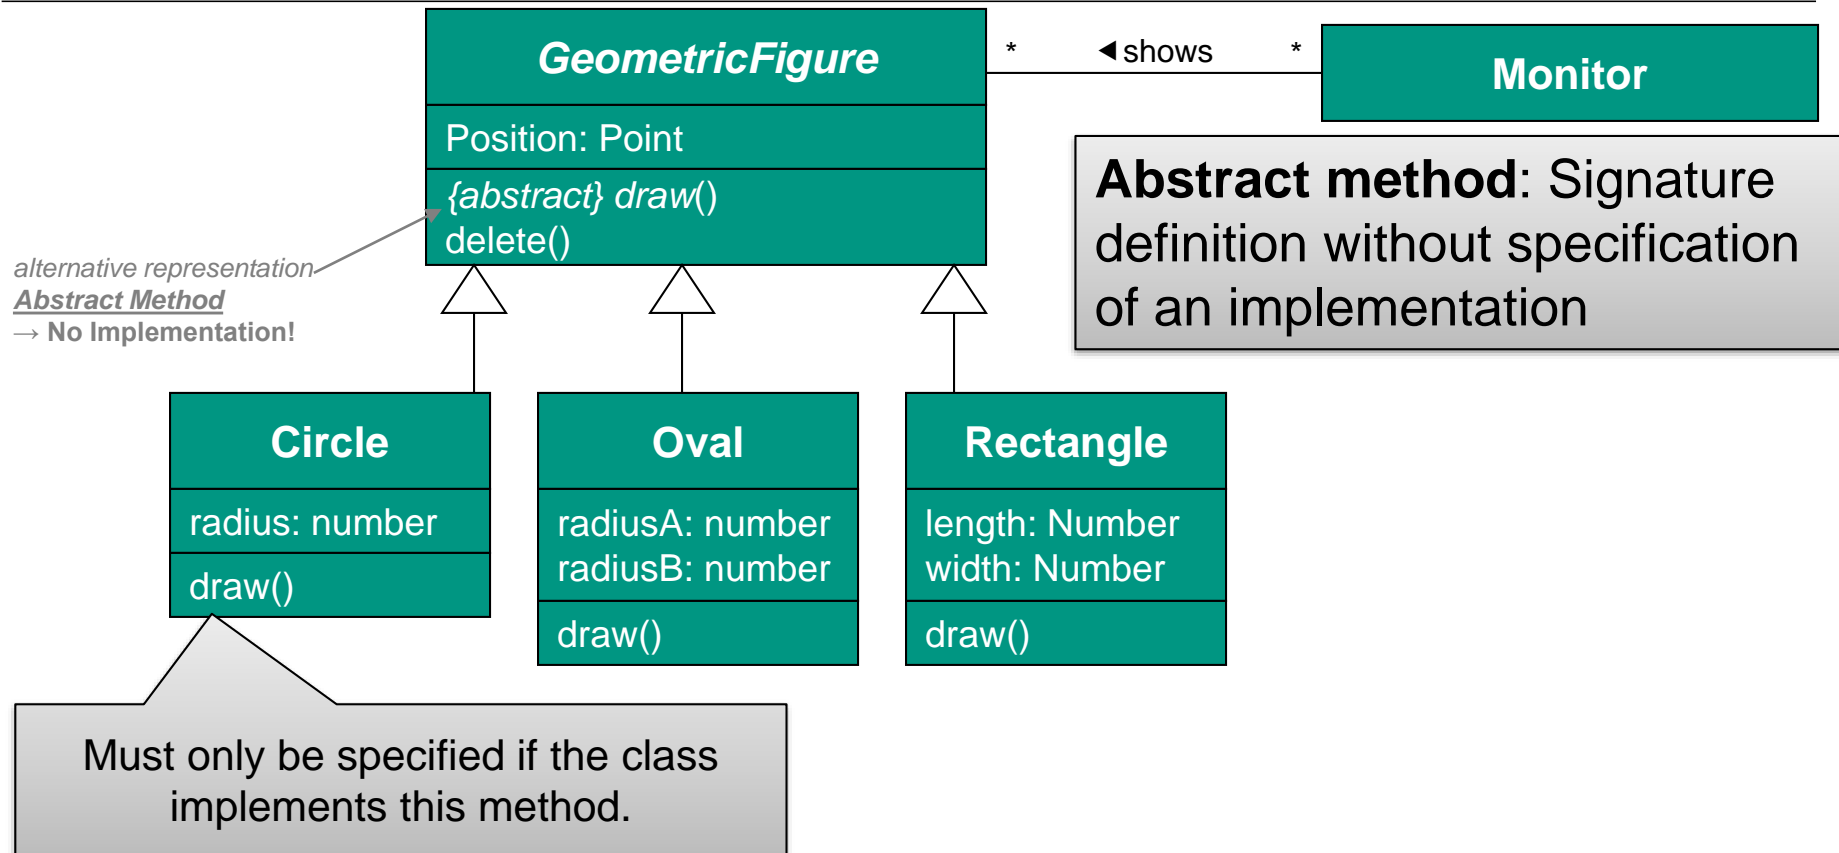 GeometricFigure
* ◄shows *
Monitor
Position: Point
{abstract} draw()
delete()
Abstract method: Signature
definition without specification
of an implementation
alternative representation
Abstract Method
→ No Implementation!
Circle
radius: number
draw()
Oval
radiusA: number
radiusB: number
draw()
Rectangle
length: Number
width: Number
draw()
Must only be specified if the class
implements this method.